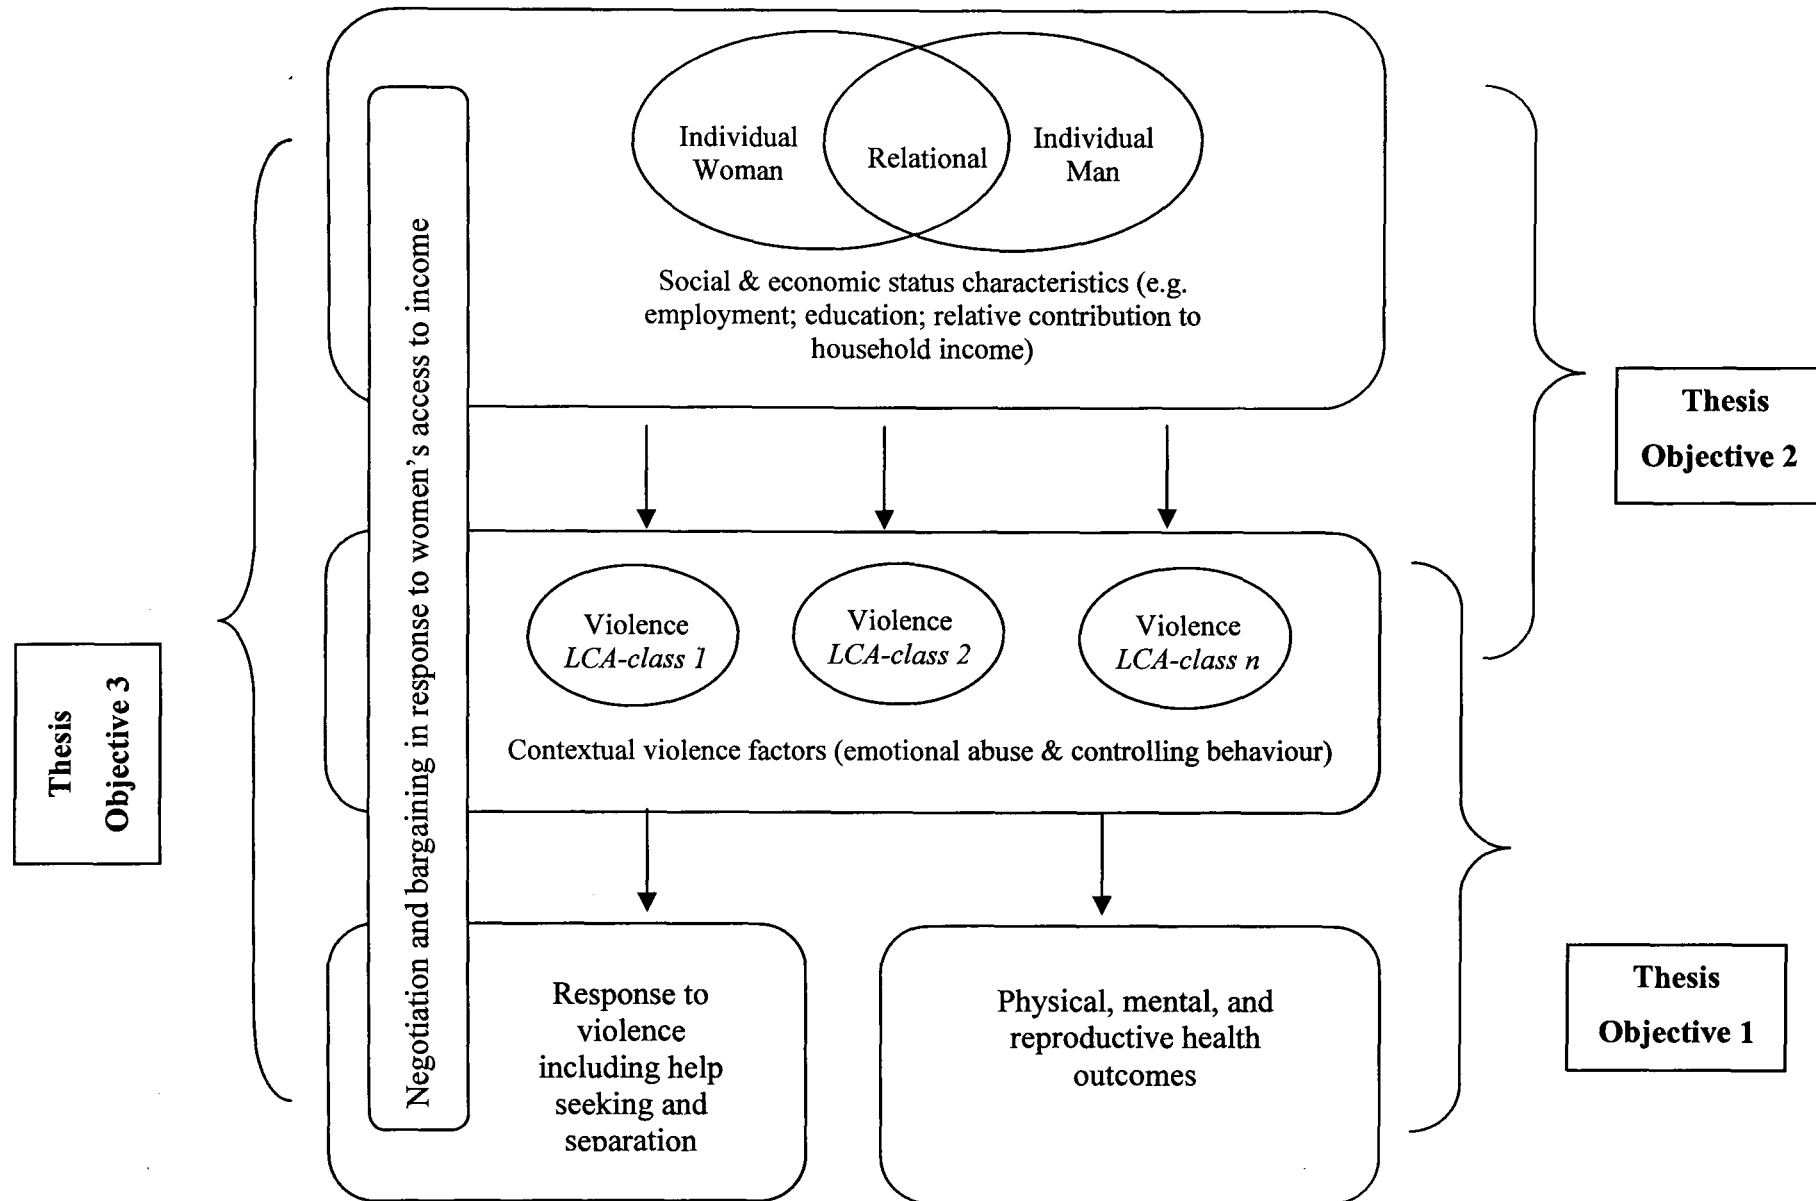 Individual
Woman
Relational
Individual
Man
Social & economic status characteristics (e.g.
employment; education; relative contribution to
household income)
Negotiation and bargaining in response to women's access to income
Thesis
Objective 2
Violence
LCA-class 1
Violence
LCA-class 2
Violence
LCA-class n
Contextual violence factors (emotional abuse & controlling behaviour)
Thesis
Objective 3
Response to
violence
including help
seeking and
separation
Physical, mental, and
reproductive health
outcomes
Thesis
Objective 1